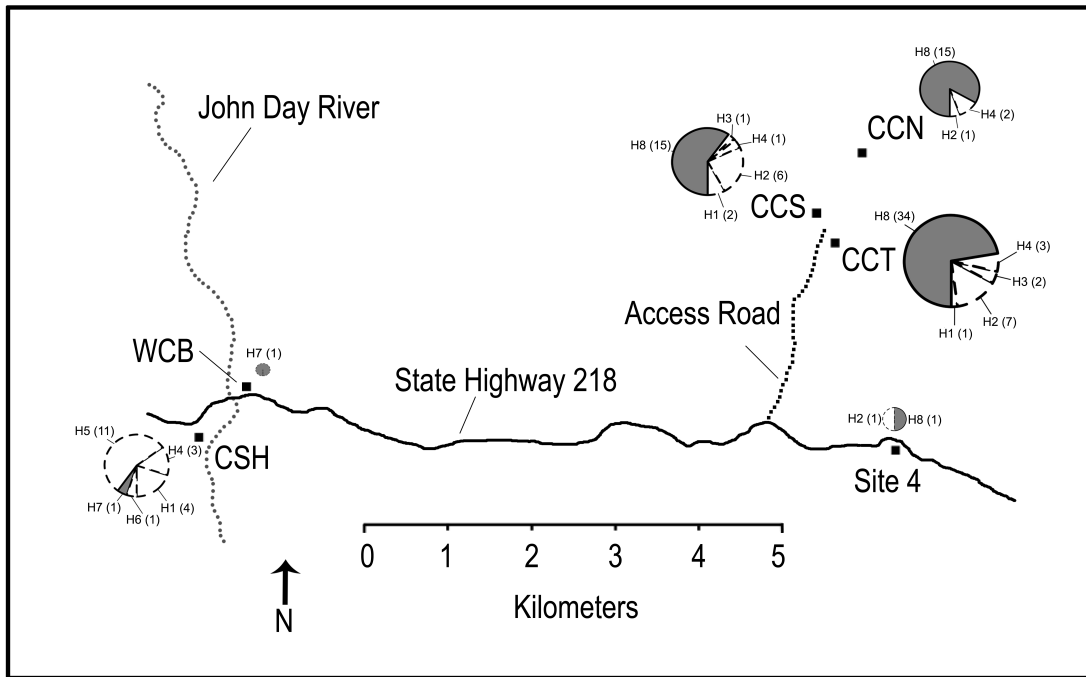 H8 (15)
H4 (2)
H2 (1)
CCN
John Day River
H3 (1)
H4 (1)
H8 (15)
H2 (6)
H1 (2)
CCS
H8 (34)
H4 (3)
H3 (2)
H2 (7)
H1 (1)
CCT
Access Road
WCB
H7 (1)
State Highway 218
H5 (11)
H4 (3)
CSH
H7 (1)
H6 (1)
H1 (4)
H2 (1)
H8 (1)
Site 4
0 1 2 3 4 5
Kilometers
N